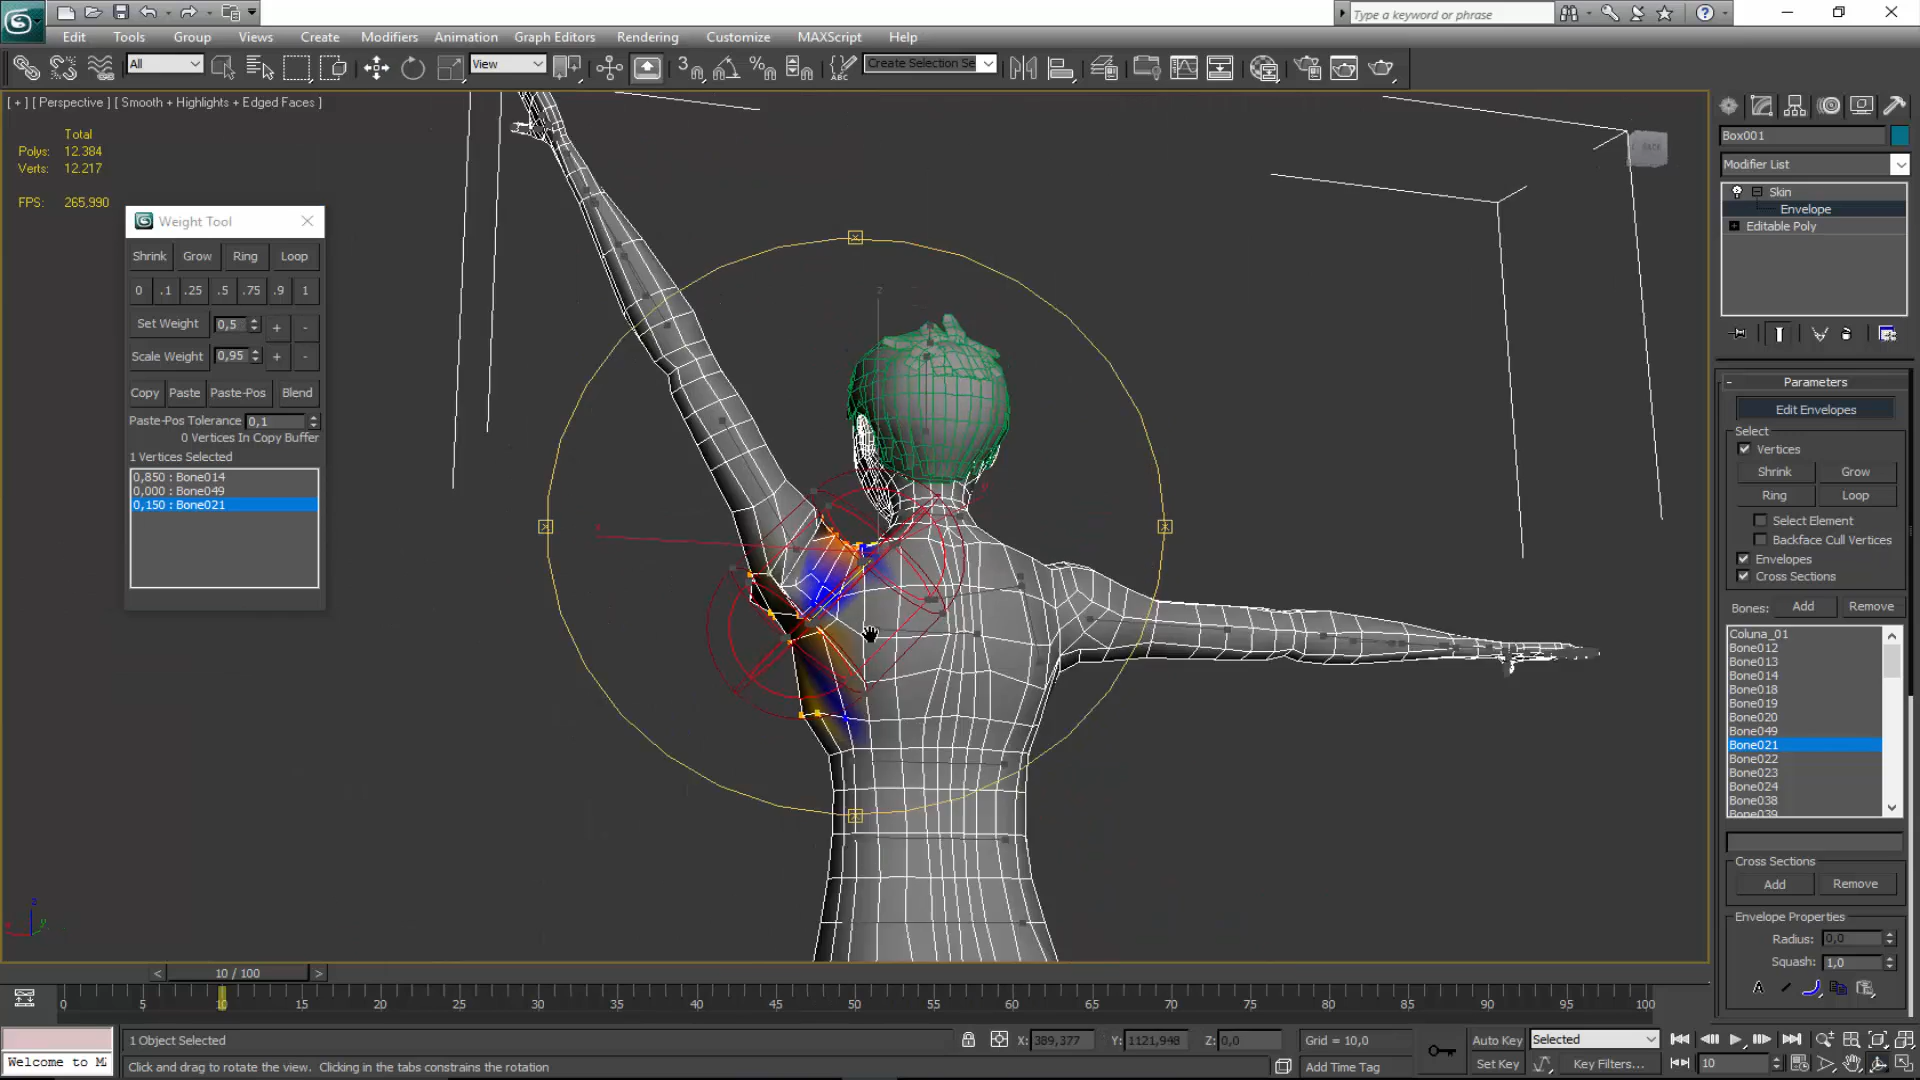 Type a keyword or phrase
Edit Tools Group Views Create Modifiers Animation Graph Editors Rendering Customize MAXScript Help
All View 3 Create Selection Se
[ + ] [ Perspective ] [ Smooth + Highlights + Edged Faces ]
Total
Polys: 12.384
Verts: 12.217
FPS: 265,990
Weight Tool
Shrink Grow Ring Loop
0 .1 .25 .5 .75 .9 1
Set Weight 0,5 + -
Scale Weight 0,95 + -
Copy Paste Paste-Pos Blend
Paste-Pos Tolerance 0,1
0 Vertices In Copy Buffer
1 Vertices Selected
0,850 : Bone014
0,000 : Bone049
0,150 : Bone021
BACK
z
x
y
Box001
Modifier List
Skin
Envelope
Editable Poly
- Parameters
Edit Envelopes
Select
Vertices
Shrink Grow
Ring Loop
Select Element
Backface Cull Vertices
Envelopes
Cross Sections
Bones: Add Remove
Coluna_01
Bone012
Bone013
Bone014
Bone018
Bone019
Bone020
Bone049
Bone021
Bone022
Bone023
Bone024
Bone038
Bone039
Cross Sections
Add Remove
Envelope Properties
Radius: 0,0
Squash: 1,0
< 10 / 100 >
0 5 10 15 20 25 30 35 40 45 50 55 60 65 70 75 80 85 90 95 100
1 Object Selected X: 389,377 Y: 1121,948 Z: 0,0 Grid = 10,0 Auto Key Selected
Welcome to M Click and drag to rotate the view. Clicking in the tabs constrains the rotation Add Time Tag Set Key Key Filters... 10